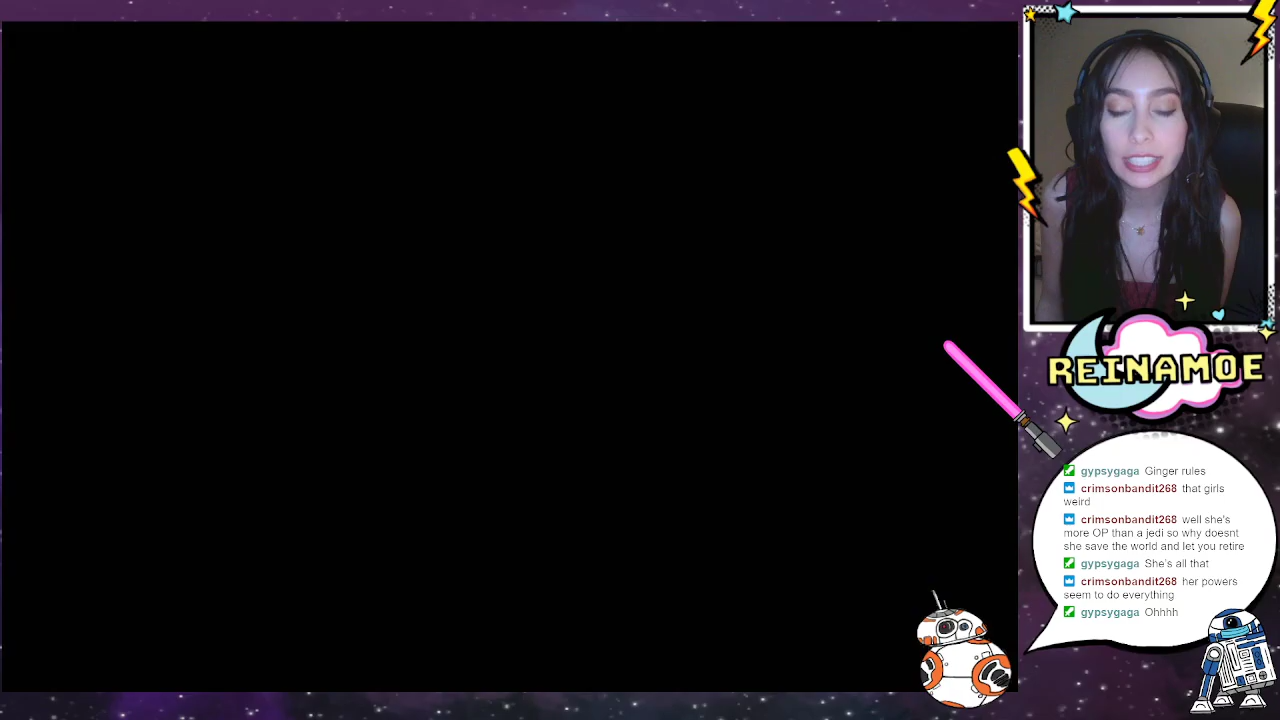 REINAMOE
gypsygaga Ginger rules
crimsonbandit268 that girls
weird
crimsonbandit268 well she's
more OP than a jedi so why doesnt
she save the world and let you retire
gypsygaga She's all that
crimsonbandit268 her powers
seem to do everything
gypsygaga Ohhhh